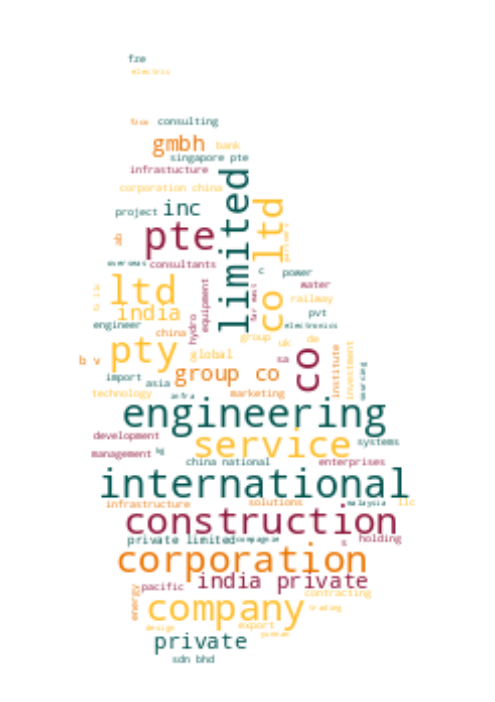 fze
electric
consulting
gmbh bank
singapore pte
infrastucture
corporation china
project inc
limited
co ltd
pte
overseas consultants
c power
water
ltd
equipment
railway
india
pvt
engineer
electronics
china
hydro
group
uk de
pty
global
b v
sa
co
institute
investment
group co
import
asia
technology
infra
marketing
engineering
development
service
systems
management
china national
enterprises
international
infrastructure
solutions
malaysia llc
construction
private limited
compagnie
s holding
corporation
india private
pacific
energy
contracting
company
trading
design
export
private
sdn bhd